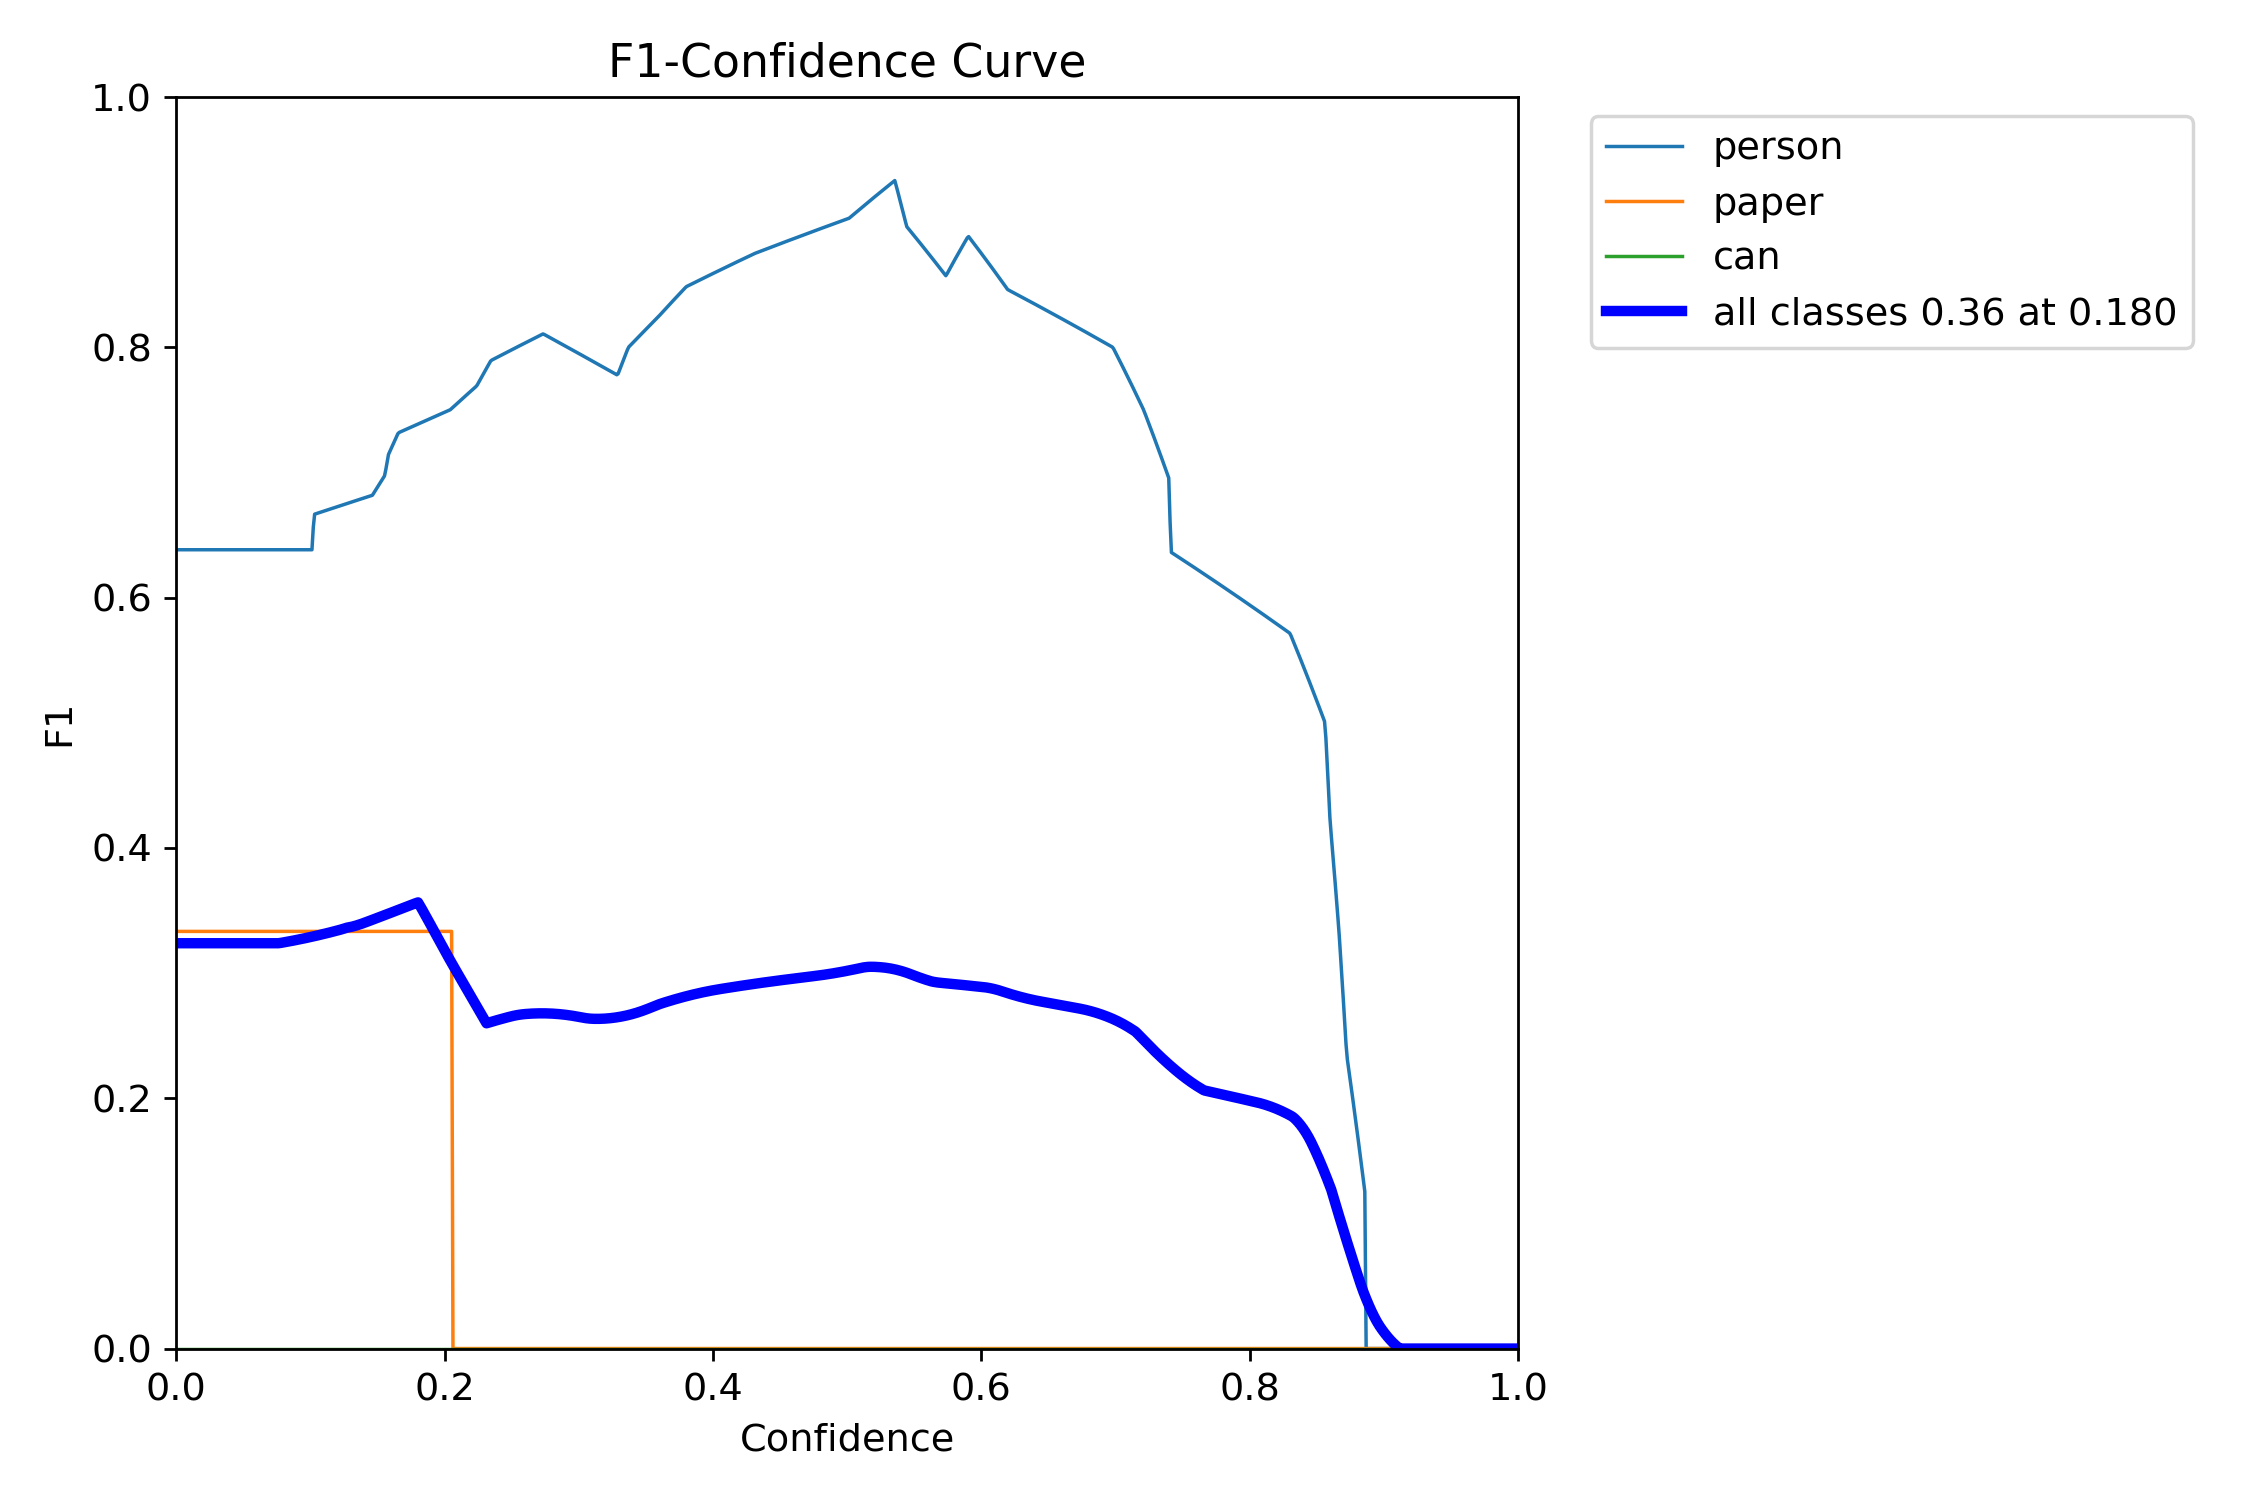 F1-Confidence Curve
1.0
0.8
0.6
0.4
0.2
0.0
F1
0.0 0.2 0.4 0.6 0.8 1.0
Confidence
person
paper
can
all classes 0.36 at 0.180